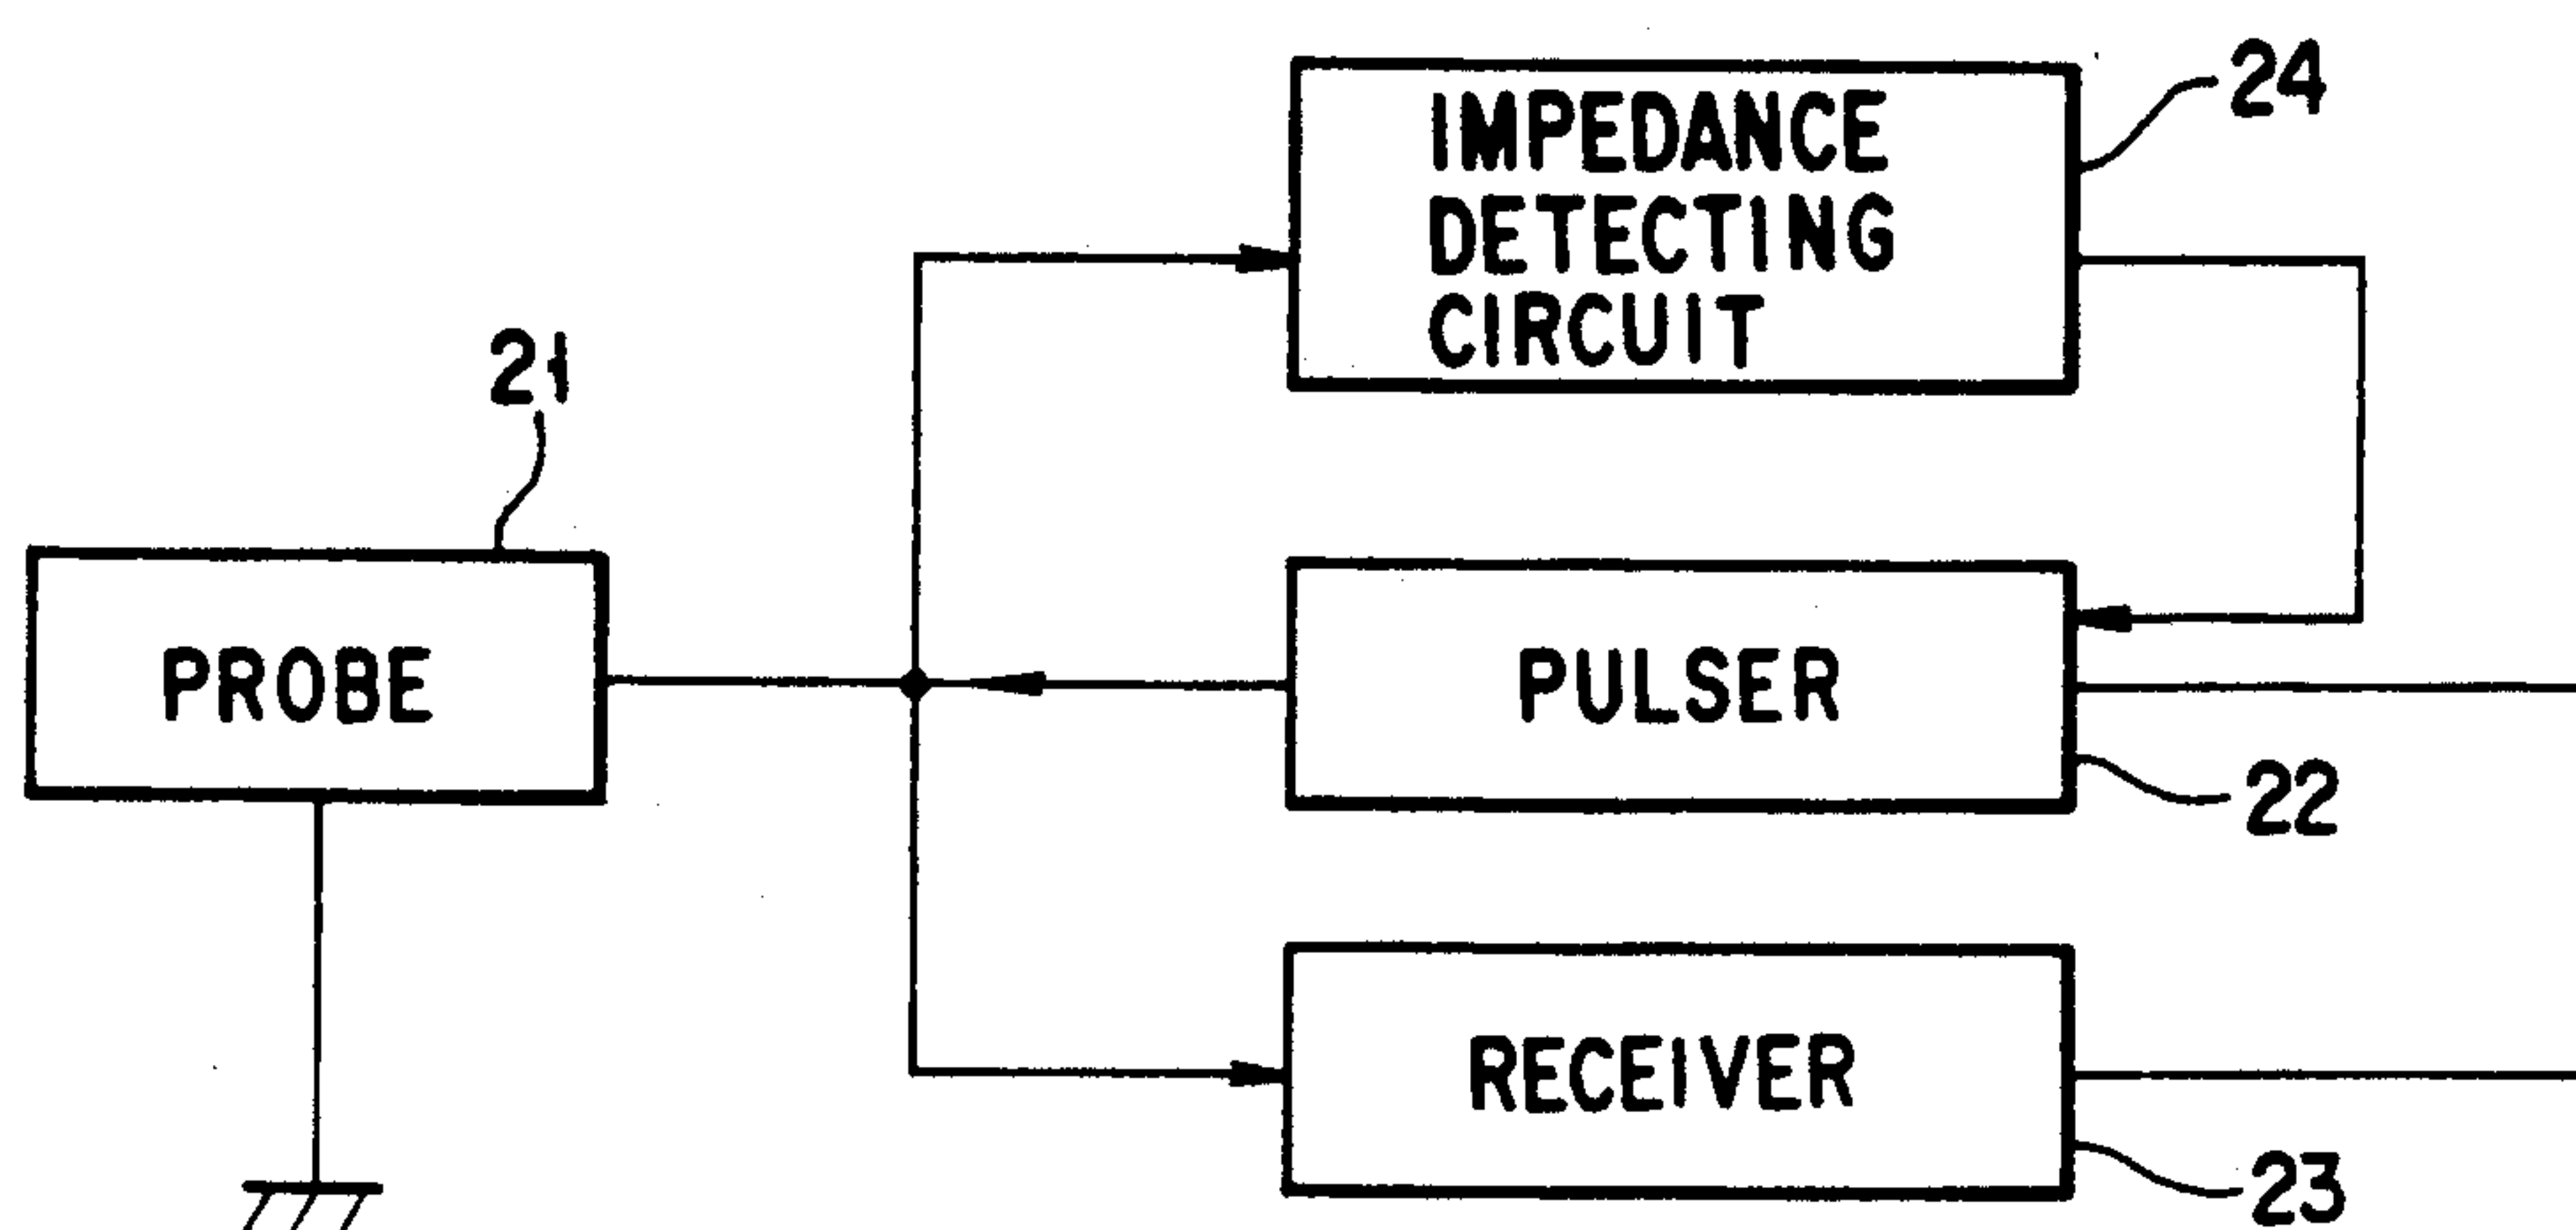 24
IMPEDANCE
DETECTING
CIRCUIT
21
PROBE
PULSER
22
RECEIVER
23